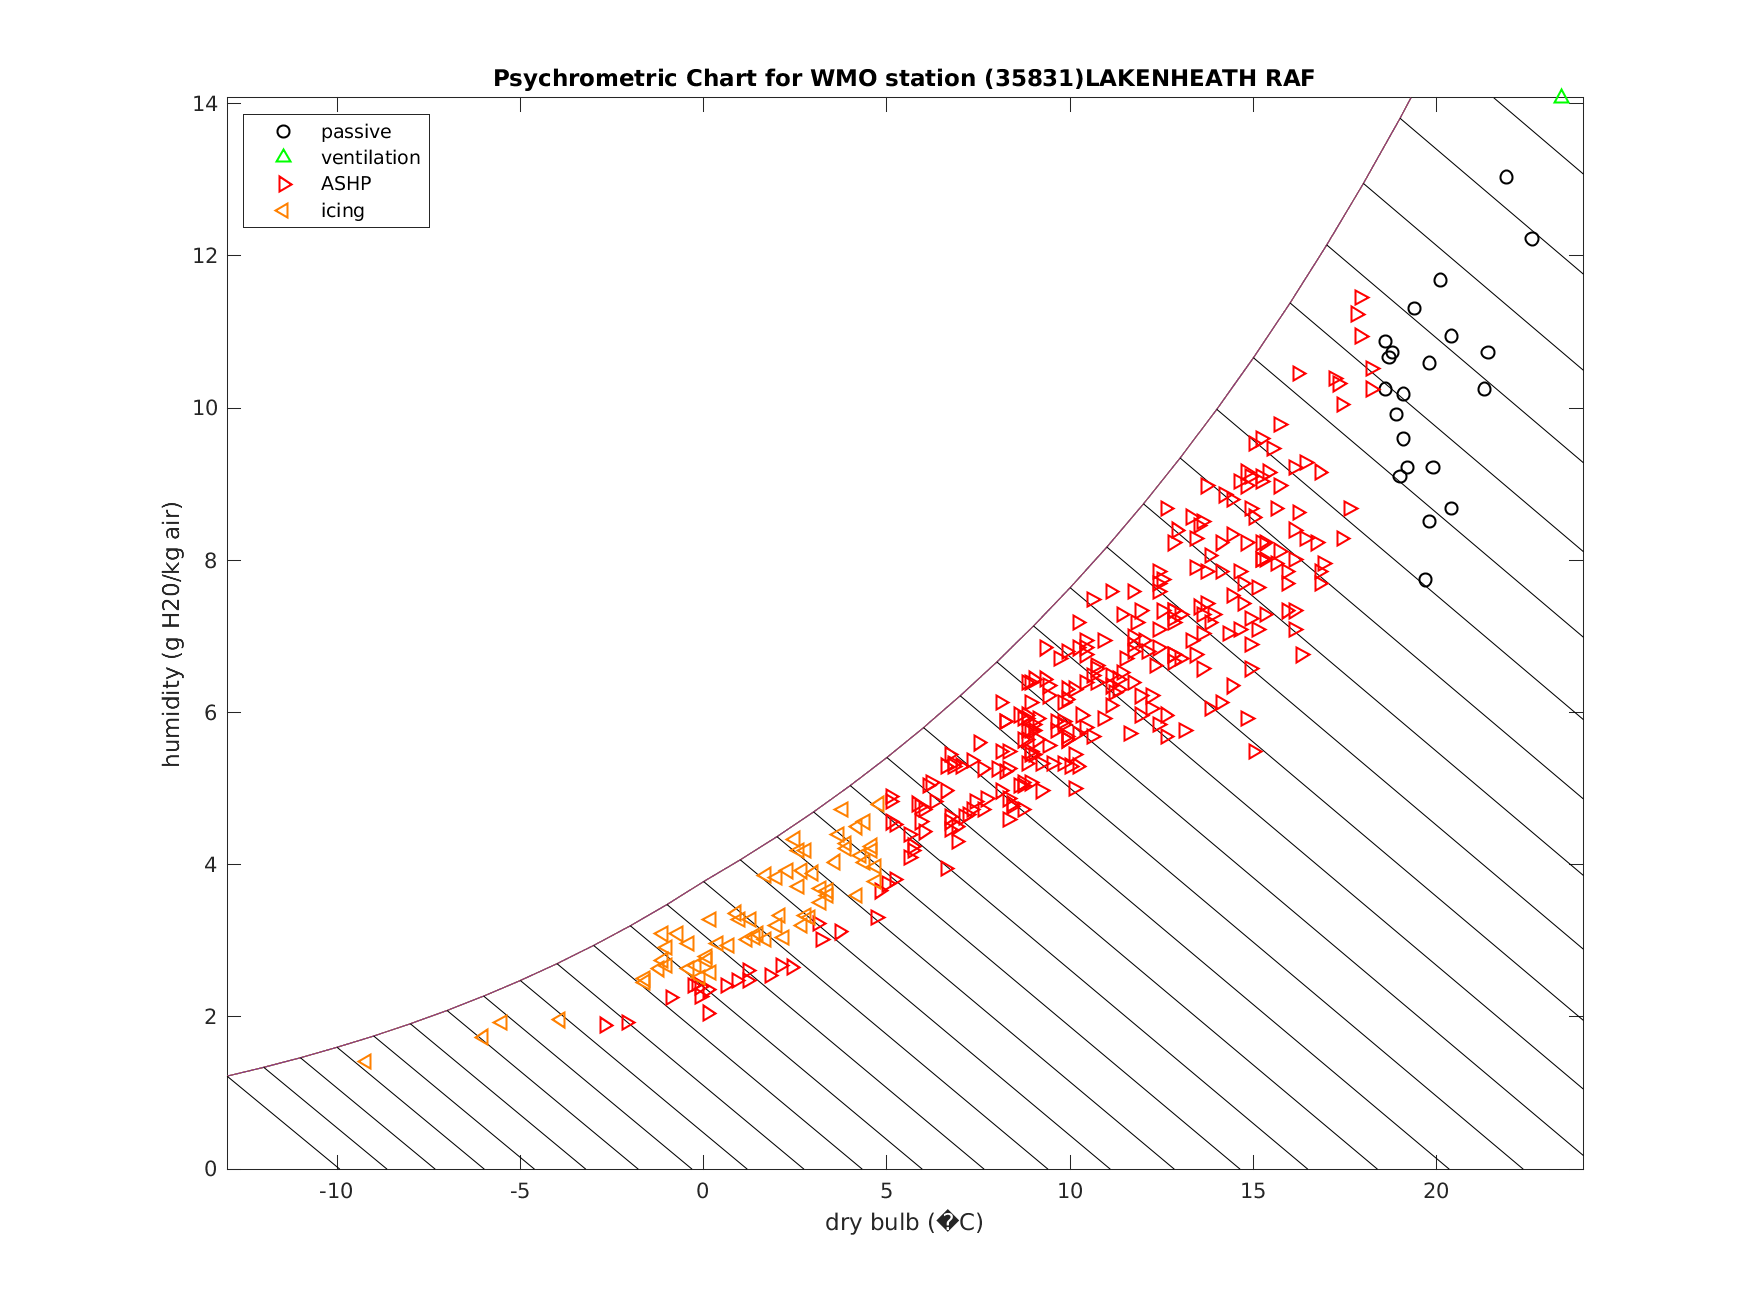 Psychrometric Chart for WMO station (35831)LAKENHEATH RAF
passive
ventilation
ASHP
icing
humidity (g H20/kg air)
14
12
10
8
6
4
2
0
-10 -5 0 5 10 15 20
dry bulb (�C)